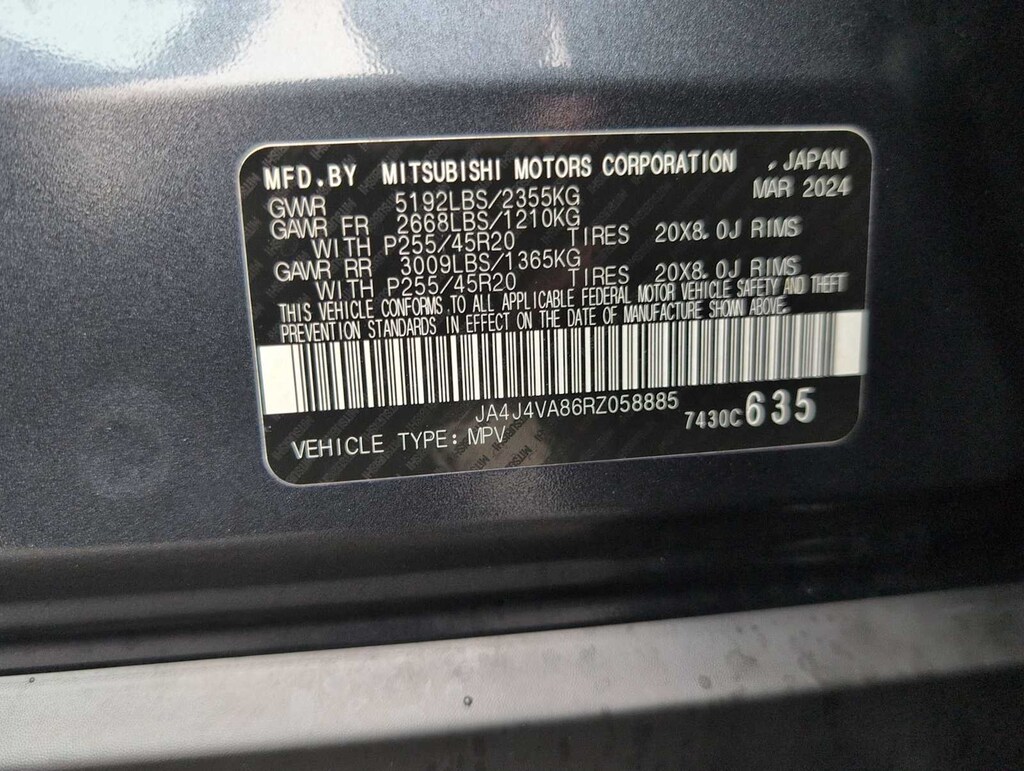 MFD.BY MITSUBISHI MOTORS CORPORATION , JAPAN
MAR 2024
GVWR 5192LBS/2355KG
GAWR FR 2668LBS/1210KG
WITH P255/45R20 TIRES 20X8.0J RIMS
GAWR RR 3009LBS/1365KG
WITH P255/45R20 TIRES 20X8.0J RIMS
THIS VEHICLE CONFORMS TO ALL APPLICABLE FEDERAL MOTOR VEHICLE SAFETY AND THEFT
PREVENTION STANDARDS IN EFFECT ON THE DATE OF MANUFACTURE SHOWN ABOVE.
JA4J4VA86RZ058885 7430C635
VEHICLE TYPE: MPV